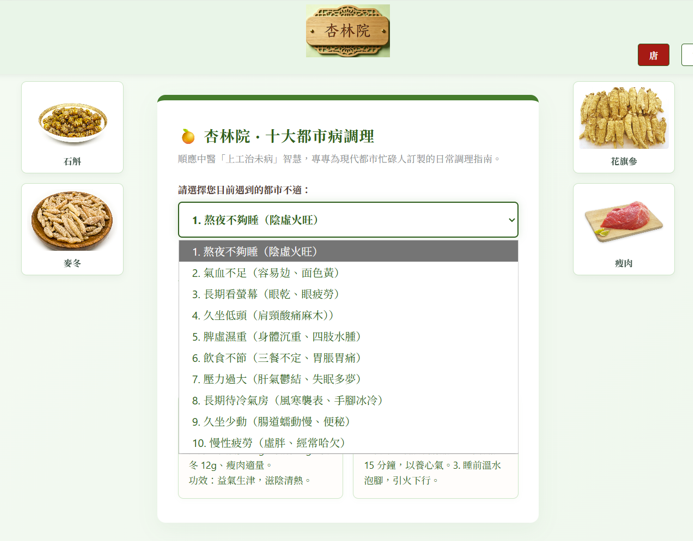 杏林院
唐
石斛
麥冬
花旗參
瘦肉
杏林院・十大都市病調理
順應中醫「上工治未病」智慧，專專為現代都市忙碌人訂製的日常調理指南。
請選擇您目前遇到的都市不適：
1. 熬夜不夠睡（陰虛火旺）
1. 熬夜不夠睡（陰虛火旺）
2. 氣血不足（容易边、面色黃）
3. 長期看螢幕（眼乾、眼疲勞）
4. 久坐低頭（肩頸酸痛麻木））
5. 脾虛濕重（身體沉重、四肢水腫）
6. 飲食不節（三餐不定、胃脹胃痛）
7. 壓力過大（肝氣鬱結、失眠多夢）
8. 長期待冷氣房（風寒襲表、手腳冰冷）
9. 久坐少動（腸道蠕動慢、便秘）
10. 慢性疲勞（虛胖、經常哈欠）
冬 12g、瘦肉適量。
功效：益氣生津，滋陰清熱。
15 分鐘，以養心氣。3. 睡前溫水
泡腳，引火下行。